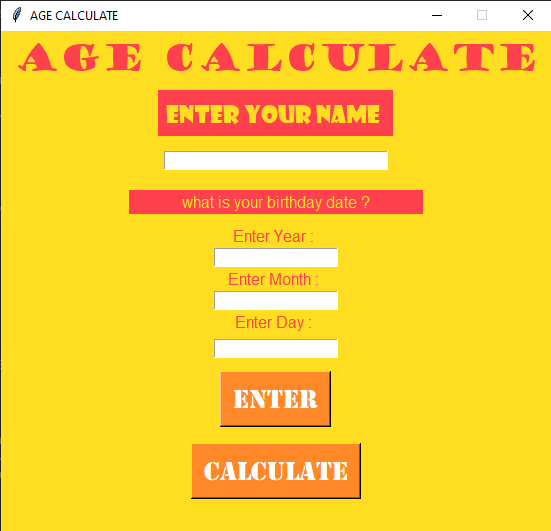 AGE CALCULATE
AGE CALCULATE
ENTER YOUR NAME
what is your birthday date ?
Enter Year :
Enter Month :
Enter Day :
ENTER
CALCULATE